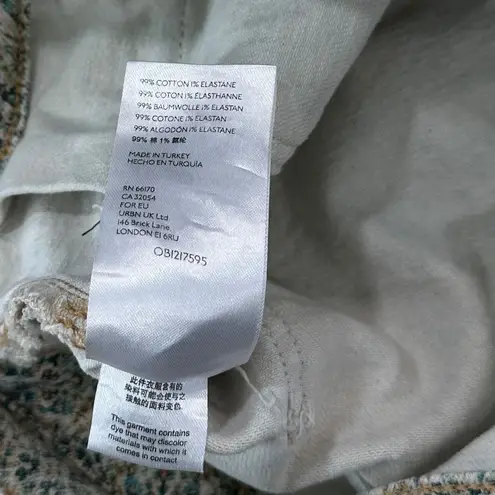 99% COTTON 1% ELASTANE
99% COTON 1% ELASTHANNE
99% BAUMWOLLE 1% ELASTAN
99% COTONE 1% ELASTAN
99% ALGODÓN 1% ELASTANE
99% 棉 1% 氨纶
MADE IN TURKEY
HECHO EN TURQUÍA
RN 66170
CA 32054
FOR EU
URBN UK Ltd
146 Brick Lane
LONDON E1 6RU
OB1217595
此件衣服含有的
染料可能会使与之
接触的面料变色
This garment contains
dye that may discolor
materials with which it
comes in contact